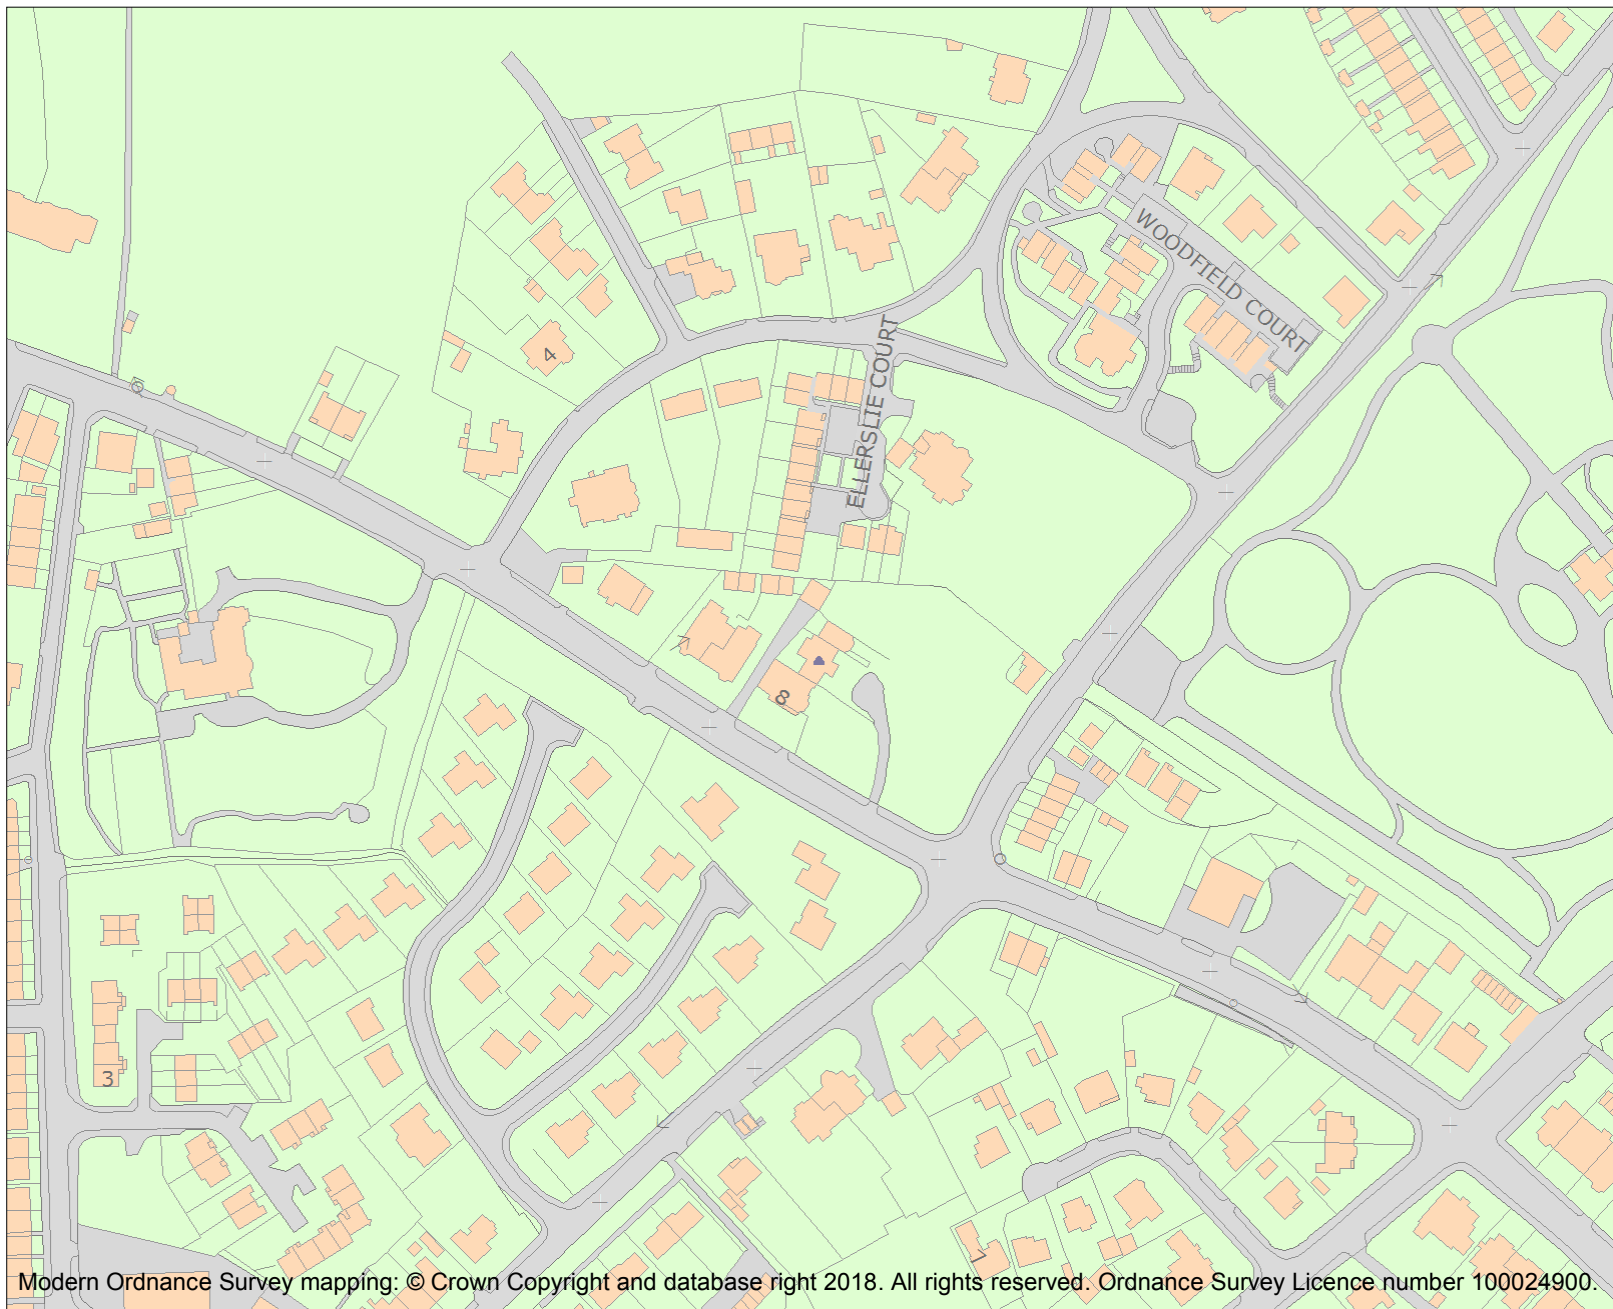 WOODFIELD COURT
ELLERSLIE COURT
4
8
3
7
Modern Ordnance Survey mapping: © Crown Copyright and database right 2018. All rights reserved. Ordnance Survey Licence number 100024900.